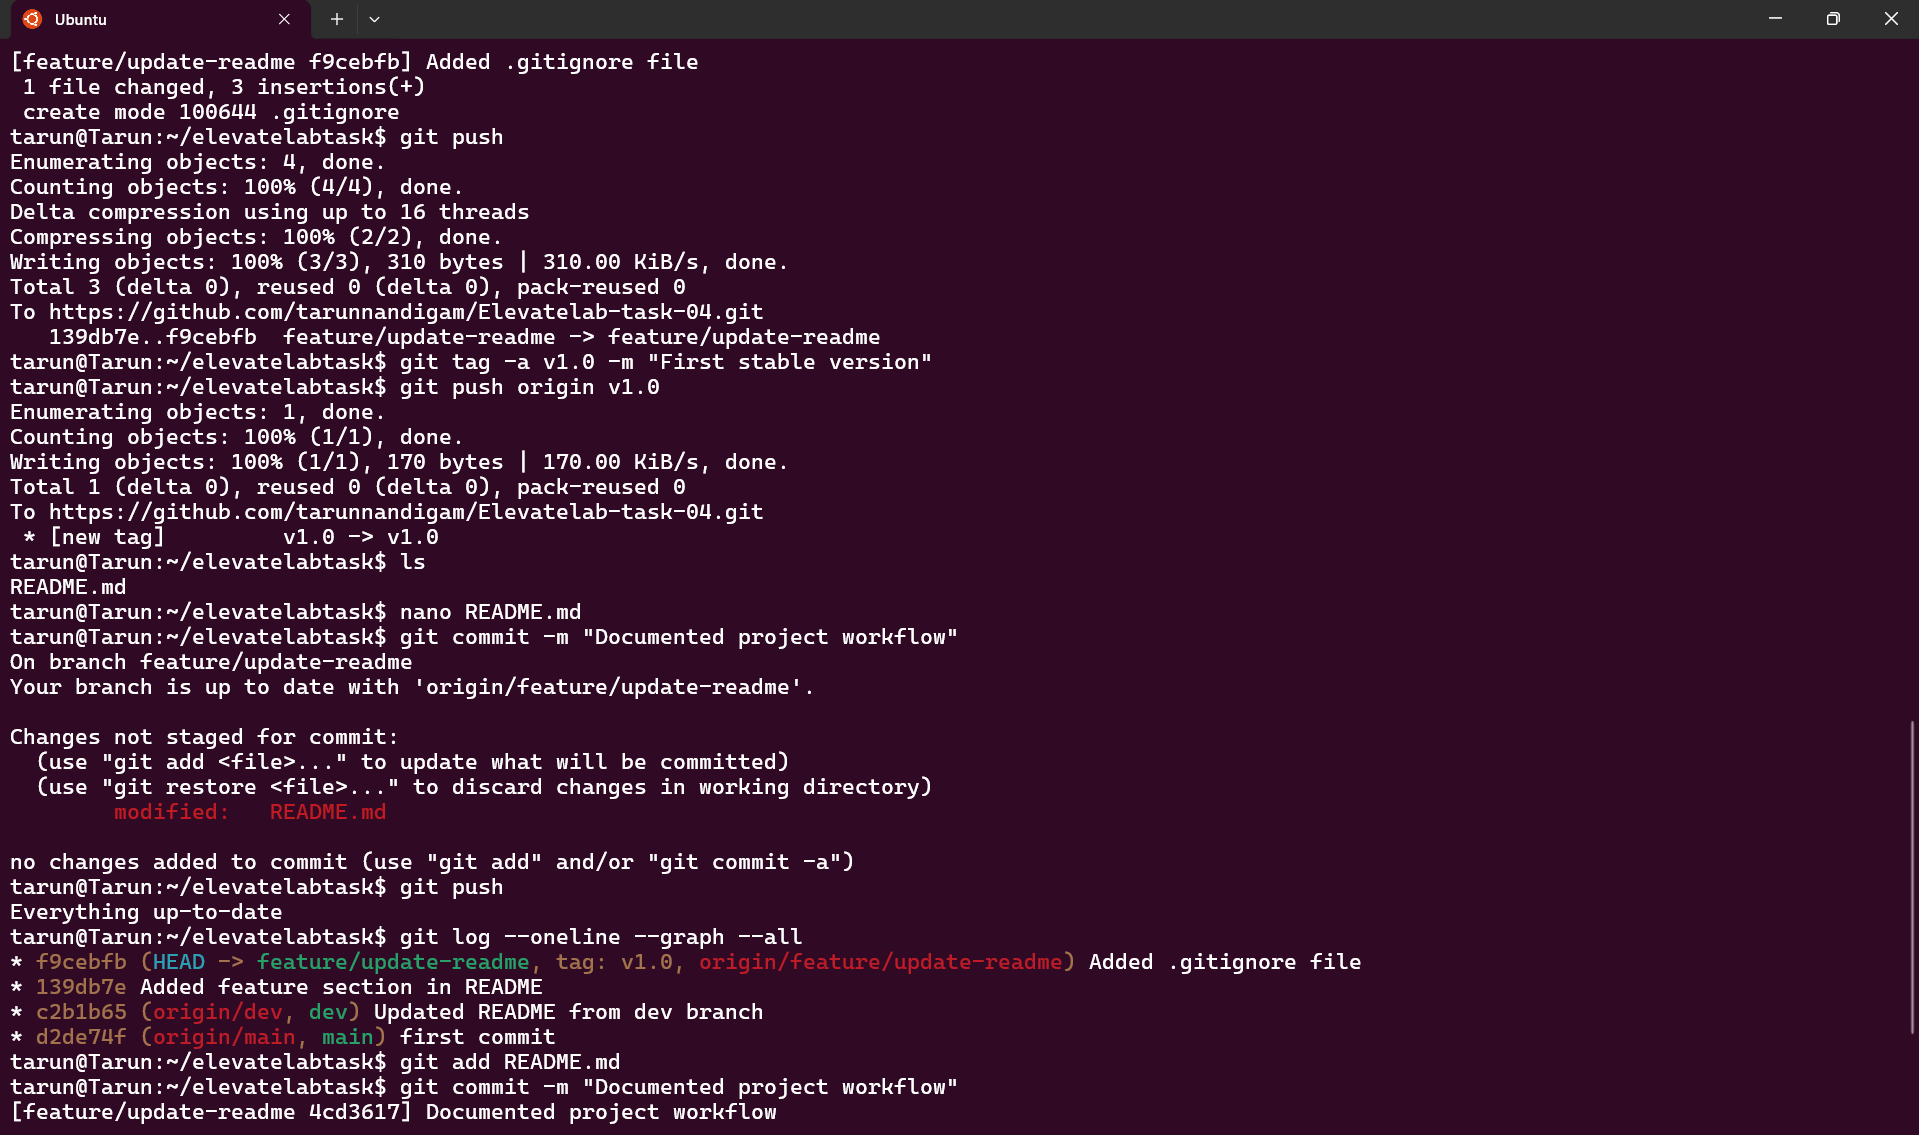 Ubuntu
[feature/update-readme f9cebfb] Added .gitignore file
 1 file changed, 3 insertions(+)
 create mode 100644 .gitignore
tarun@Tarun:~/elevatelabtask$ git push
Enumerating objects: 4, done.
Counting objects: 100% (4/4), done.
Delta compression using up to 16 threads
Compressing objects: 100% (2/2), done.
Writing objects: 100% (3/3), 310 bytes | 310.00 KiB/s, done.
Total 3 (delta 0), reused 0 (delta 0), pack-reused 0
To https://github.com/tarunnandigam/Elevatelab-task-04.git
   139db7e..f9cebfb  feature/update-readme -> feature/update-readme
tarun@Tarun:~/elevatelabtask$ git tag -a v1.0 -m "First stable version"
tarun@Tarun:~/elevatelabtask$ git push origin v1.0
Enumerating objects: 1, done.
Counting objects: 100% (1/1), done.
Writing objects: 100% (1/1), 170 bytes | 170.00 KiB/s, done.
Total 1 (delta 0), reused 0 (delta 0), pack-reused 0
To https://github.com/tarunnandigam/Elevatelab-task-04.git
 * [new tag]         v1.0 -> v1.0
tarun@Tarun:~/elevatelabtask$ ls
README.md
tarun@Tarun:~/elevatelabtask$ nano README.md
tarun@Tarun:~/elevatelabtask$ git commit -m "Documented project workflow"
On branch feature/update-readme
Your branch is up to date with 'origin/feature/update-readme'.

Changes not staged for commit:
  (use "git add <file>..." to update what will be committed)
  (use "git restore <file>..." to discard changes in working directory)
        modified:   README.md

no changes added to commit (use "git add" and/or "git commit -a")
tarun@Tarun:~/elevatelabtask$ git push
Everything up-to-date
tarun@Tarun:~/elevatelabtask$ git log --oneline --graph --all
* f9cebfb (HEAD -> feature/update-readme, tag: v1.0, origin/feature/update-readme) Added .gitignore file
* 139db7e Added feature section in README
* c2b1b65 (origin/dev, dev) Updated README from dev branch
* d2de74f (origin/main, main) first commit
tarun@Tarun:~/elevatelabtask$ git add README.md
tarun@Tarun:~/elevatelabtask$ git commit -m "Documented project workflow"
[feature/update-readme 4cd3617] Documented project workflow